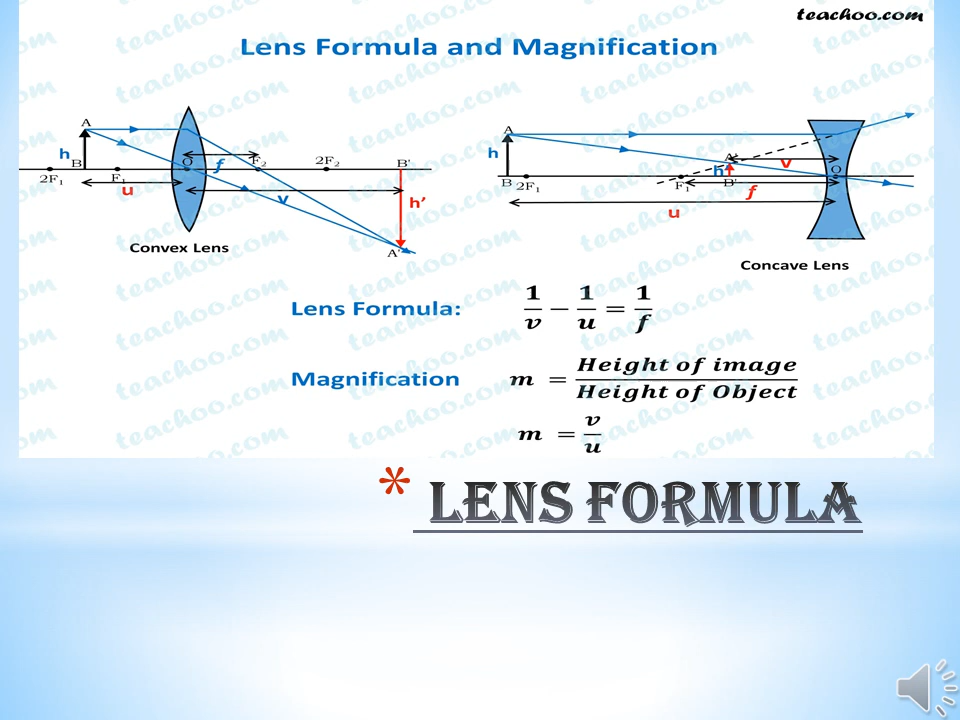 teachoo.com
Lens Formula and Magnification
A
h
B
2F₁
F₁
O
f
F₂
2F₂
B'
u
v
h’
A'
Convex Lens
A
h
B
2F₁
F₁
A'
h'
B'
v
O
f
u
Concave Lens
Lens Formula: 1/v − 1/u = 1/f
Magnification m = Height of image / Height of Object
m = v/u
* LENS FORMULA